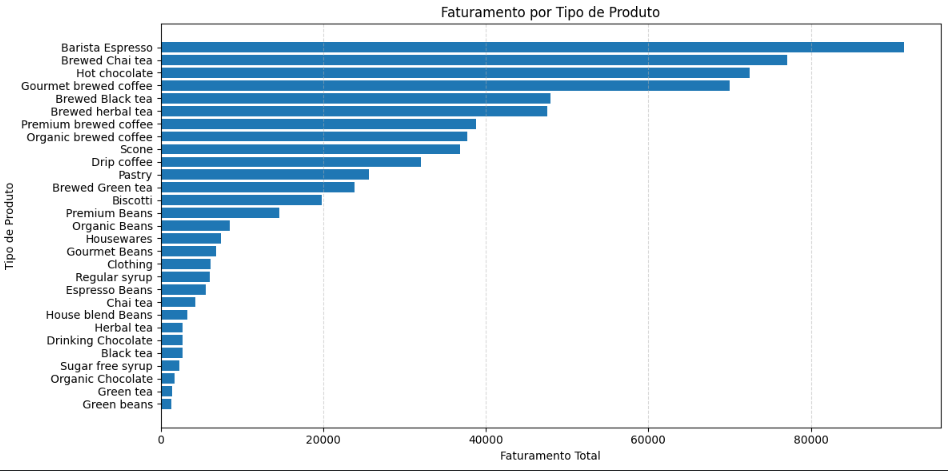 Faturamento por Tipo de Produto
Tipo de Produto
Barista Espresso
Brewed Chai tea
Hot chocolate
Gourmet brewed coffee
Brewed Black tea
Brewed herbal tea
Premium brewed coffee
Organic brewed coffee
Scone
Drip coffee
Pastry
Brewed Green tea
Biscotti
Premium Beans
Organic Beans
Housewares
Gourmet Beans
Clothing
Regular syrup
Espresso Beans
Chai tea
House blend Beans
Herbal tea
Drinking Chocolate
Black tea
Sugar free syrup
Organic Chocolate
Green tea
Green beans
0 20000 40000 60000 80000
Faturamento Total